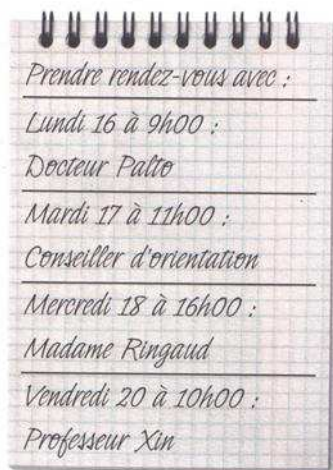 Prendre rendez-vous avec :
Lundi 16 à 9h00 :
Docteur Palto
Mardi 17 à 11h00 :
Conseiller d'orientation
Mercredi 18 à 16h00 :
Madame Ringaud
Vendredi 20 à 10h00 :
Professeur Xin